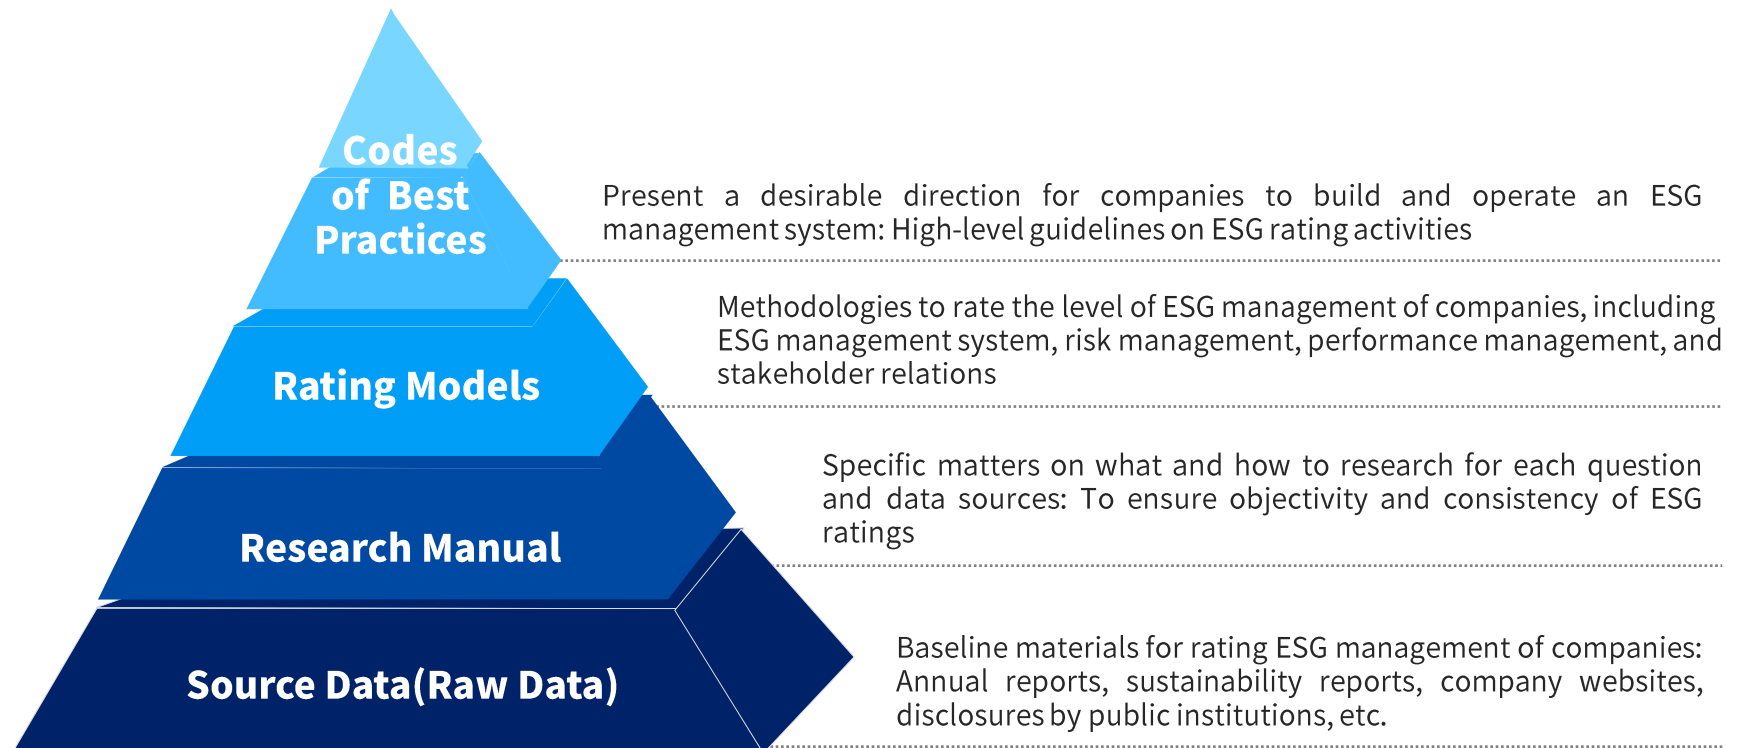 Codes
of Best
Practices
Present a desirable direction for companies to build and operate an ESG
management system: High-level guidelines on ESG rating activities
Methodologies to rate the level of ESG management of companies, including
ESG management system, risk management, performance management, and
stakeholder relations
Rating Models
Specific matters on what and how to research for each question
and data sources: To ensure objectivity and consistency of ESG
ratings
Research Manual
Baseline materials for rating ESG management of companies:
Annual reports, sustainability reports, company websites,
disclosures by public institutions, etc.
Source Data(Raw Data)